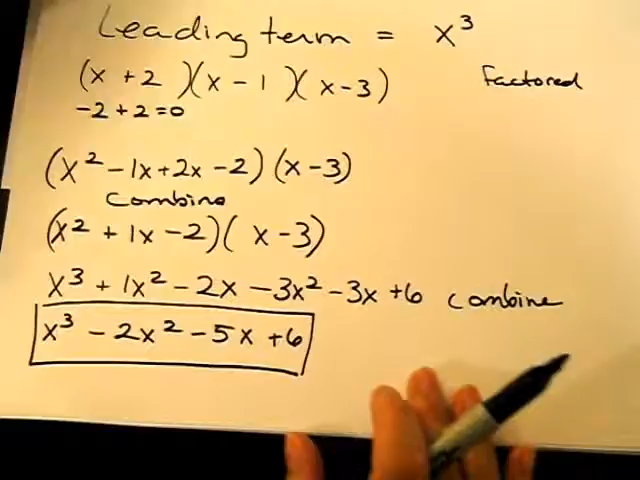 Leading term = x³
(x + 2 )(x - 1 )( x - 3 ) Factored
-2 + 2 = 0
(x² - 1x + 2x - 2) (x - 3)
Combine
(x² + 1x - 2)( x - 3)
x³ + 1x² - 2x - 3x² - 3x + 6 combine
x³ - 2x² - 5x + 6